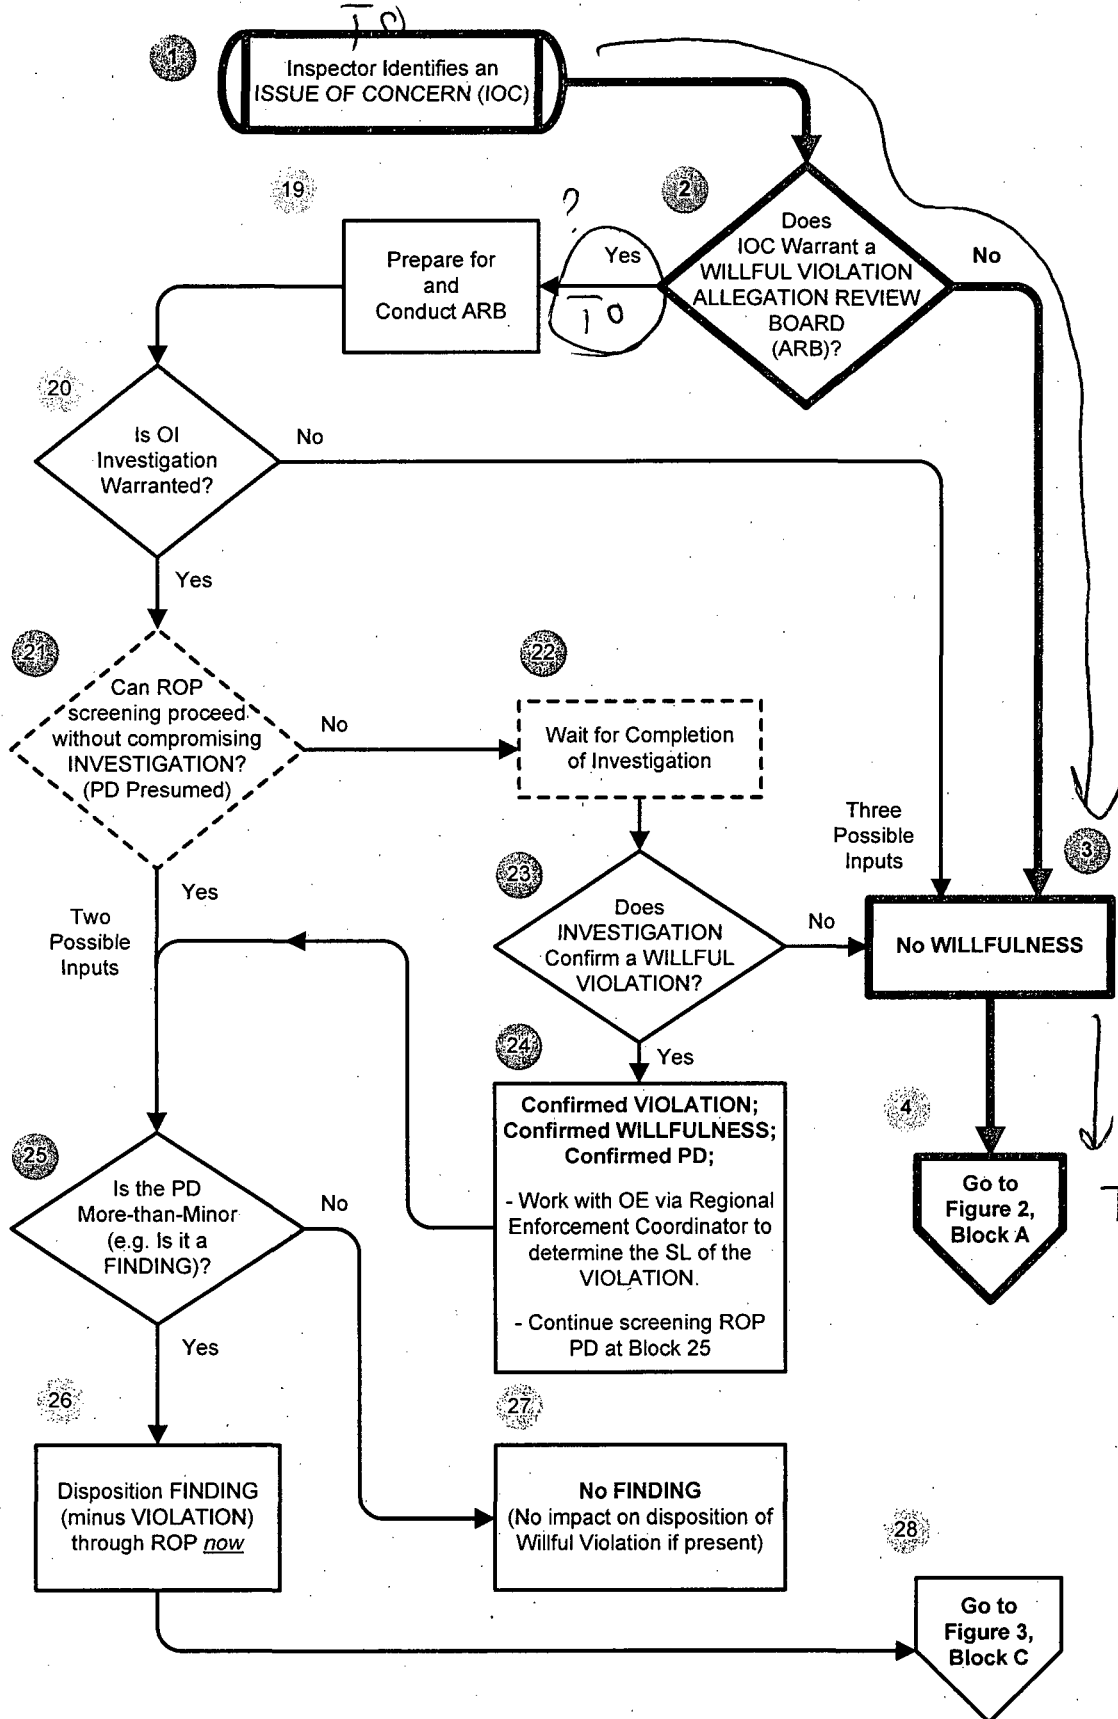 To
1
Inspector Identifies an
ISSUE OF CONCERN (IOC)
19
?
2
Prepare for
and
Conduct ARB
Yes
To
Does
IOC Warrant a
WILLFUL VIOLATION
ALLEGATION REVIEW
BOARD
(ARB)?
No
20
Is OI
Investigation
Warranted?
No
Yes
21
Can ROP
screening proceed
without compromising
INVESTIGATION?
(PD Presumed)
No
22
Wait for Completion
of Investigation
Three
Possible
Inputs
3
Yes
Two
Possible
Inputs
23
Does
INVESTIGATION
Confirm a WILLFUL
VIOLATION?
No
No WILLFULNESS
24
Yes
Confirmed VIOLATION;
Confirmed WILLFULNESS;
Confirmed PD;
- Work with OE via Regional
Enforcement Coordinator to
determine the SL of the
VIOLATION.
- Continue screening ROP
PD at Block 25
4
Go to
Figure 2,
Block A
25
Is the PD
More-than-Minor
(e.g. Is it a
FINDING)?
No
Yes
26
Disposition FINDING
(minus VIOLATION)
through ROP now
27
No FINDING
(No impact on disposition of
Willful Violation if present)
28
Go to
Figure 3,
Block C